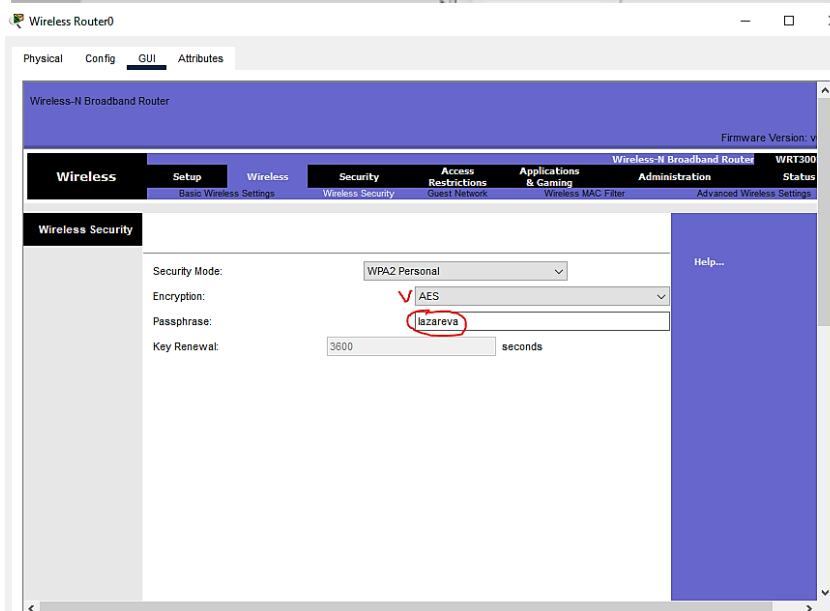 Wireless Router0
Physical Config GUI Attributes
Wireless-N Broadband Router
Firmware Version:
Wireless-N Broadband Router WRT300
Wireless
Setup Wireless Security Access Restrictions Applications & Gaming Administration Status
Basic Wireless Settings Wireless Security Guest Network Wireless MAC Filter Advanced Wireless Settings
Wireless Security
Help...
Security Mode: WPA2 Personal
Encryption: AES
Passphrase: lazareva
Key Renewal: 3600 seconds